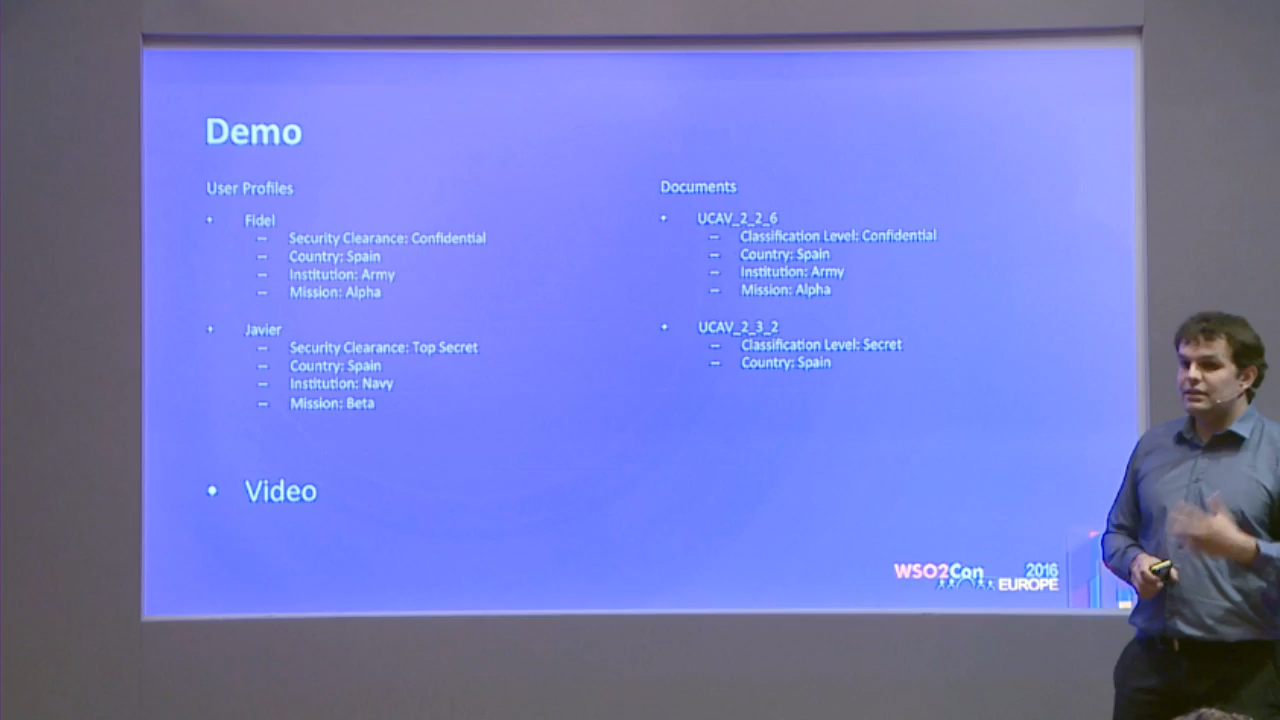 Demo
User Profiles
• Fidel
– Security Clearance: Confidential
– Country: Spain
– Institution: Army
– Mission: Alpha
• Javier
– Security Clearance: Top Secret
– Country: Spain
– Institution: Navy
– Mission: Beta
• Video
Documents
• UCAV_2_2_6
– Classification Level: Confidential
– Country: Spain
– Institution: Army
– Mission: Alpha
• UCAV_2_3_2
– Classification Level: Secret
– Country: Spain
WSO2Con 2016
EUROPE